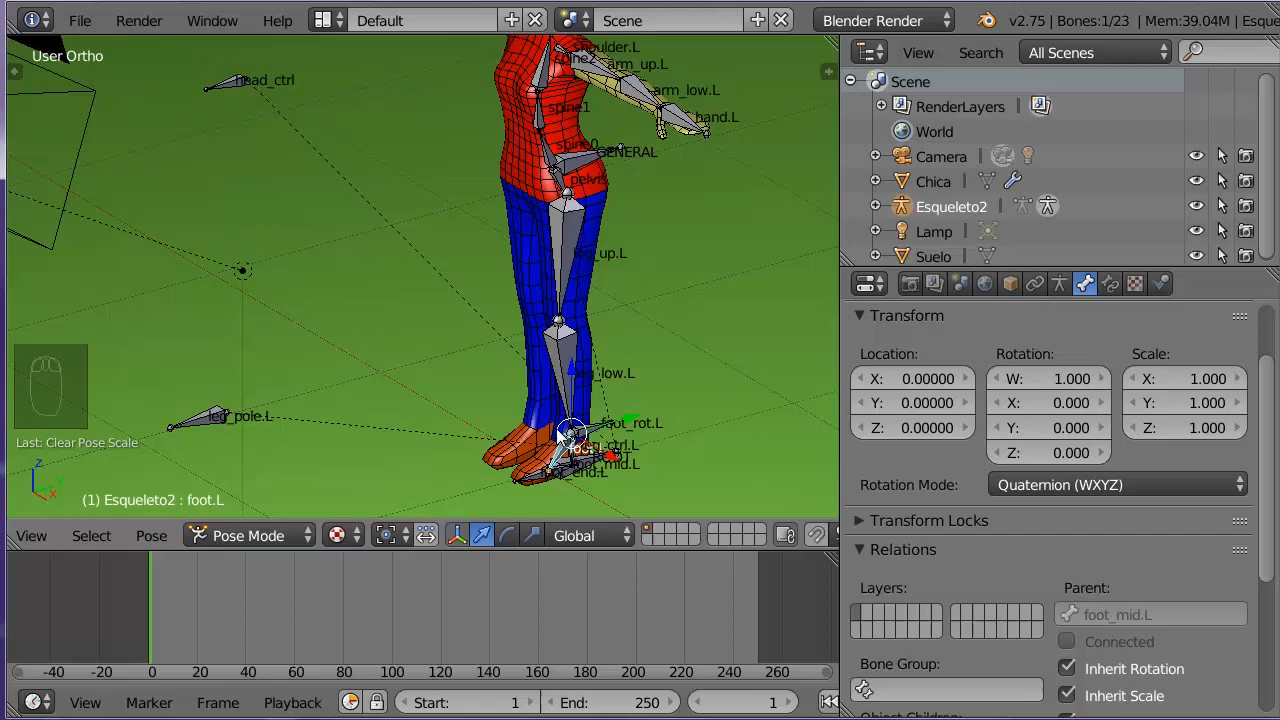 File Render Window Help Default Scene Blender Render v2.75 | Bones:1/23 | Mem:39.04M | Esque
User Ortho
head_ctrl
shoulder.L
spine2
arm_up.L
arm_low.L
spine1
hand.L
spine0
GENERAL
pelvis
leg_up.L
leg_low.L
leg_pole.L
foot_rot.L
foot_mid.L
Last: Clear Pose Scale
z
y
x
(1) Esqueleto2 : foot.L
View Select Pose Pose Mode Global
-40 -20 0 20 40 60 80 100 120 140 160 180 200 220 240 260 280
View Marker Frame Playback Start: 1 End: 250 1
View Search All Scenes
Scene
RenderLayers
World
Camera
Chica
Esqueleto2
Lamp
Suelo
Transform
Location: Rotation: Scale:
X: 0.00000 W: 1.000 X: 1.000
Y: 0.00000 X: 0.000 Y: 1.000
Z: 0.00000 Y: 0.000 Z: 1.000
Z: 0.000
Rotation Mode: Quaternion (WXYZ)
Transform Locks
Relations
Layers: Parent:
foot_mid.L
Connected
Bone Group: Inherit Rotation
Inherit Scale